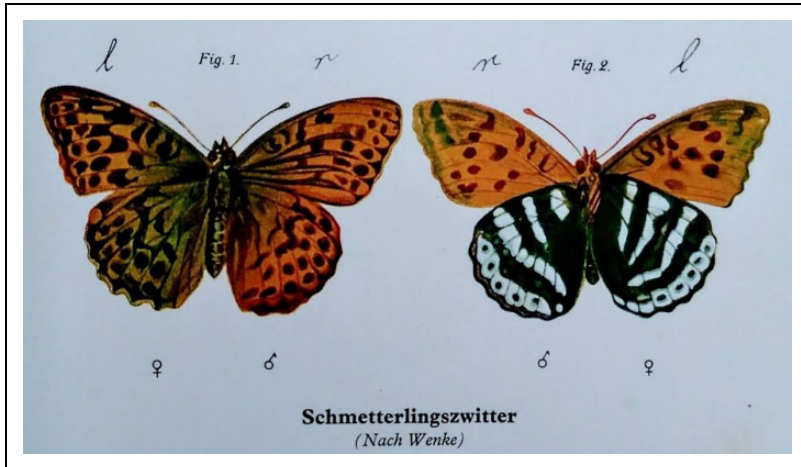 l Fig. 1. r r Fig. 2. l
♀ ♂ ♂ ♀
Schmetterlingszwitter
(Nach Wenke)